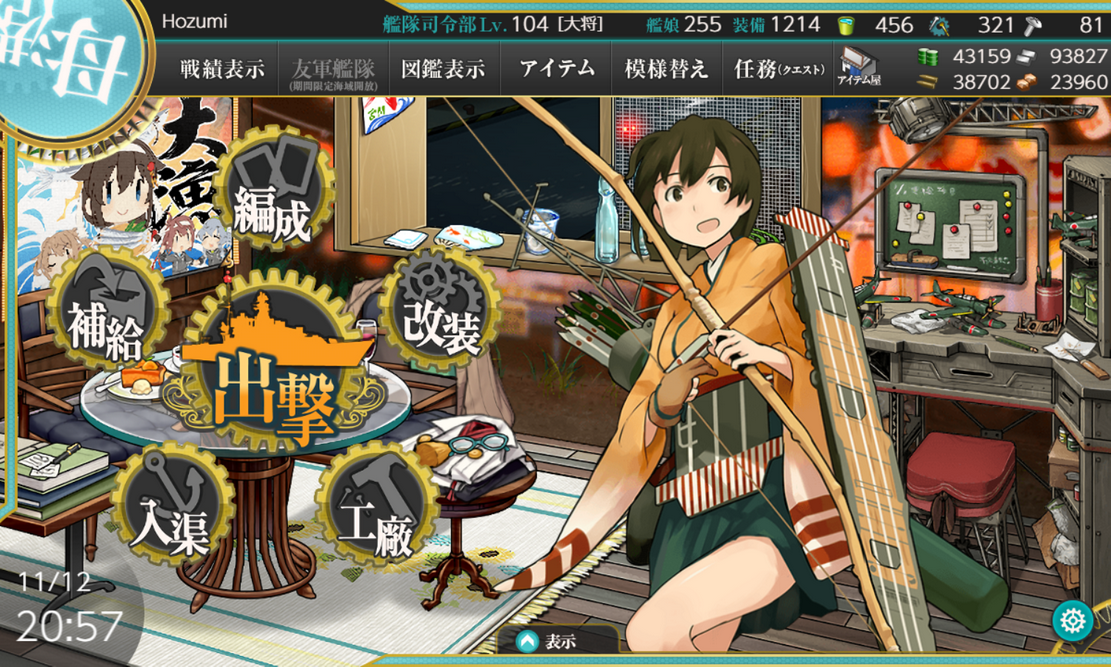 母港
Hozumi
艦隊司令部Lv.104 [大将]
艦娘 255 装備 1214
456
321
81
戦績表示
友軍艦隊
(期間限定海域開放)
図鑑表示
アイテム
模様替え
任務(クエスト)
アイテム屋
43159
93827
38702
23960
大漁
編成
補給
改装
出撃
入渠
工廠
11/12
20:57
表示